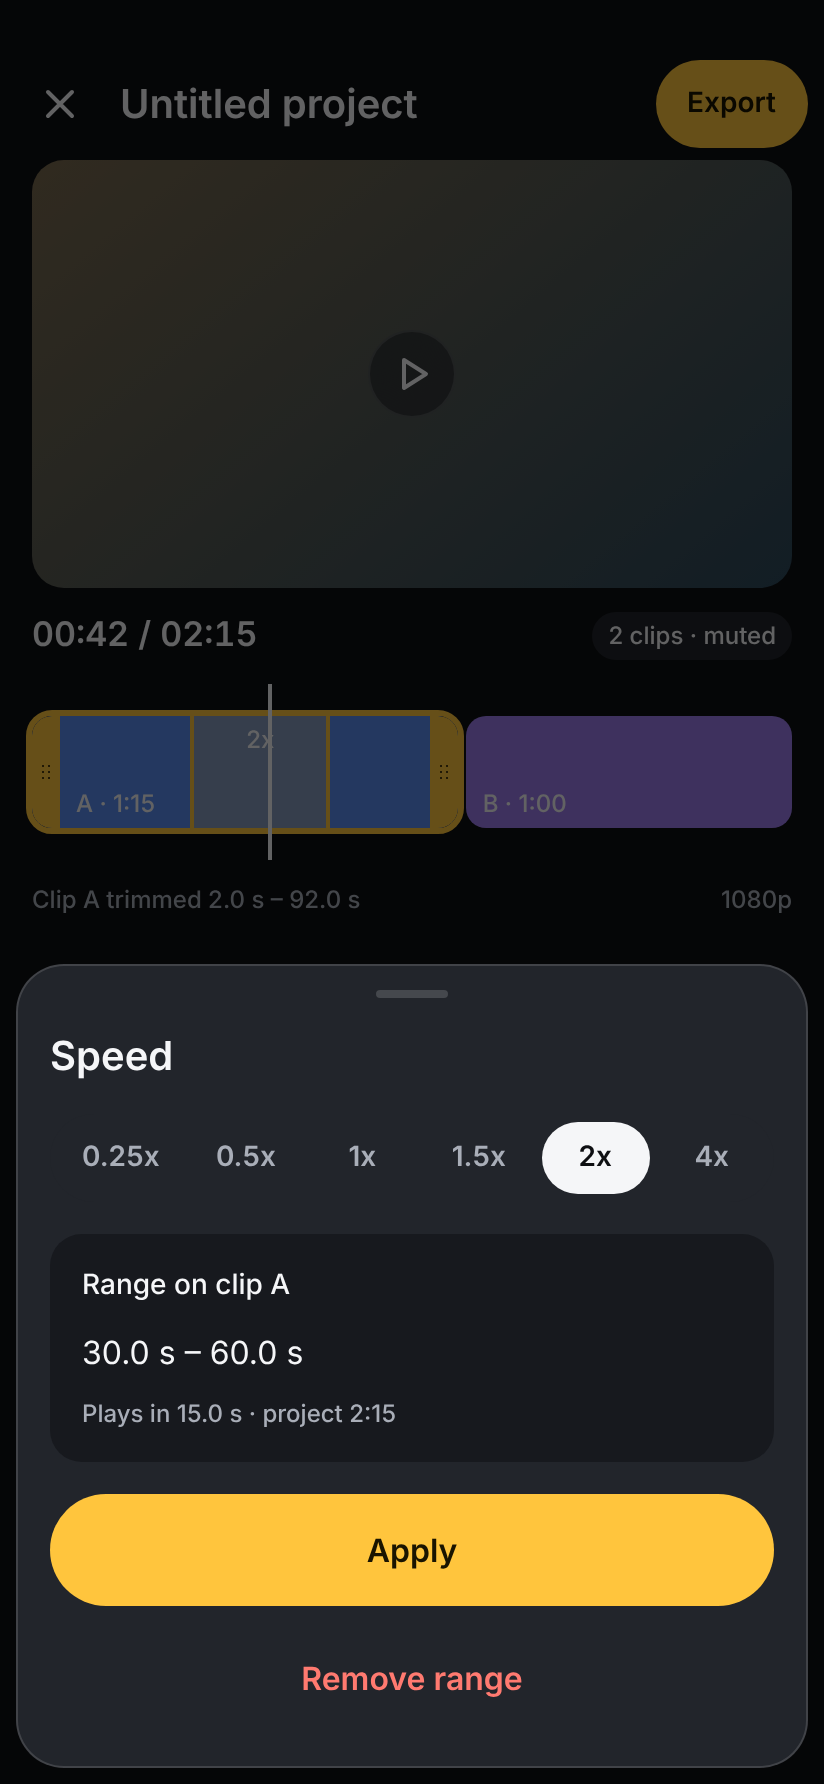 Untitled project
Export
00:42 / 02:15
2 clips · muted
2x
A · 1:15
B · 1:00
Clip A trimmed 2.0 s – 92.0 s
1080p
Speed
0.25x 0.5x 1x 1.5x 2x 4x
Range on clip A
30.0 s – 60.0 s
Plays in 15.0 s · project 2:15
Apply
Remove range